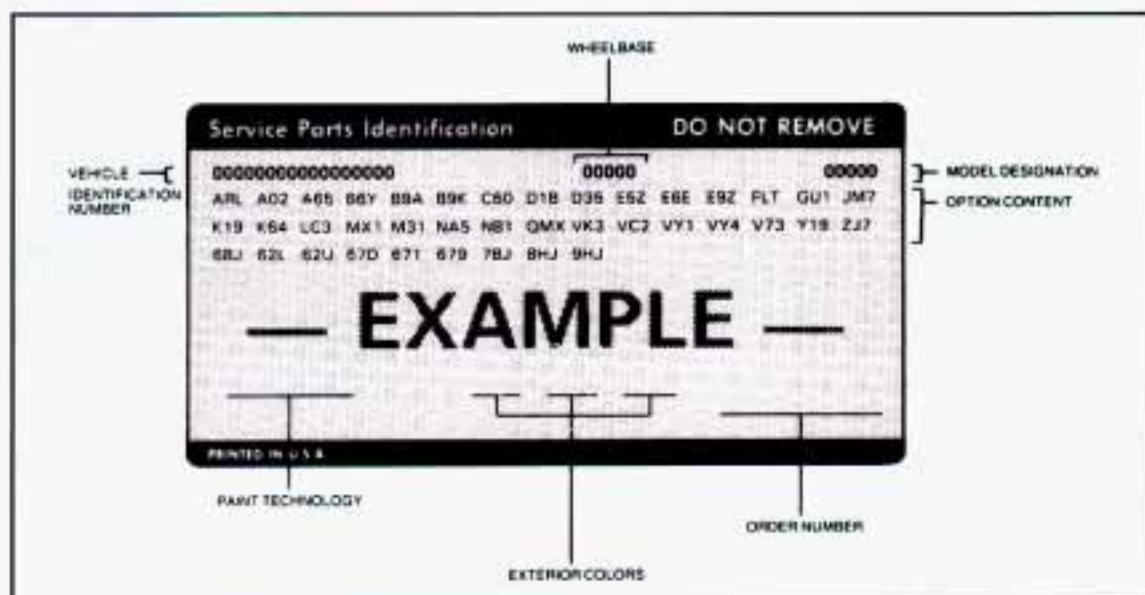 WHEELBASE
Service Parts Identification DO NOT REMOVE
VEHICLE IDENTIFICATION NUMBER
00000000000000000 00000 00000
MODEL DESIGNATION
ARL A02 A65 B6Y B9A B9K C60 D1B D35 E5Z E6E E9Z FLT GU1 JM7
OPTION CONTENT
K19 K64 LC3 MX1 M31 NA5 NB1 QMX VK3 VC2 VY1 VY4 V73 Y19 ZJ7
68J 62L 62U 67D 671 679 7BJ 8HJ 9HJ
— EXAMPLE —
PRINTED IN U S A
PAINT TECHNOLOGY
ORDER NUMBER
EXTERIOR COLORS